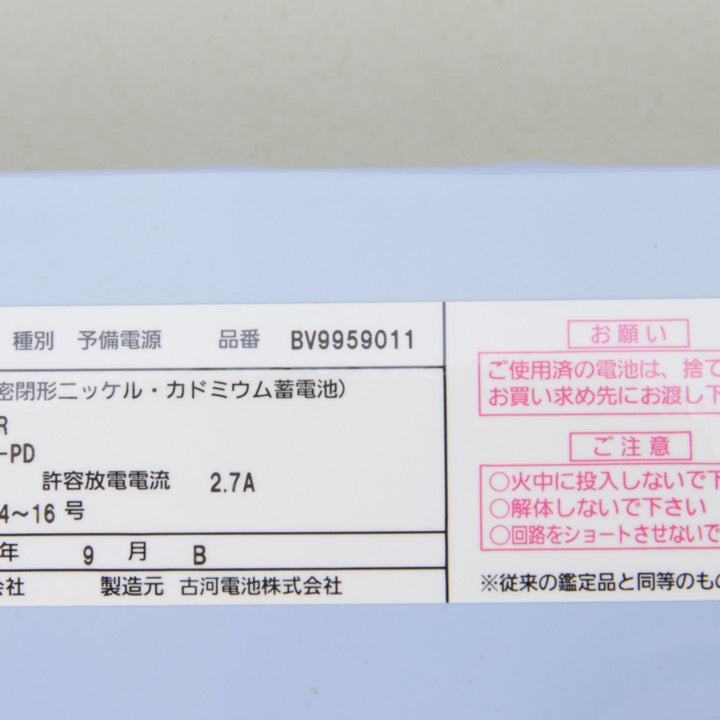 種別 予備電源 品番 BV9959011
密閉形ニッケル・カドミウム蓄電池)
R
-PD
許容放電電流 2.7A
4～16 号
年 9 月 B
会社 製造元 古河電池株式会社
お願い
ご使用済の電池は、捨て
お買い求め先にお渡し下
ご注意
○火中に投入しないで下
○解体しないで下さい
○回路をショートさせないで
※従来の鑑定品と同等のもの